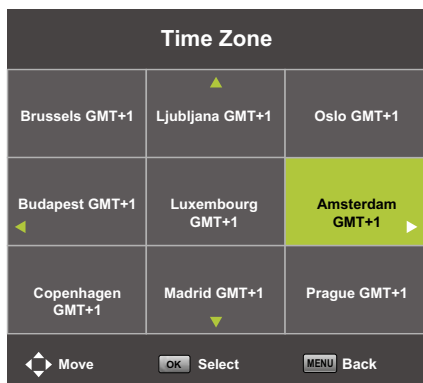 Time Zone
Brussels GMT+1
Ljubljana GMT+1
Oslo GMT+1
Budapest GMT+1
Luxembourg
GMT+1
Amsterdam
GMT+1
Copenhagen
GMT+1
Madrid GMT+1
Prague GMT+1
Move
OK Select
MENU Back